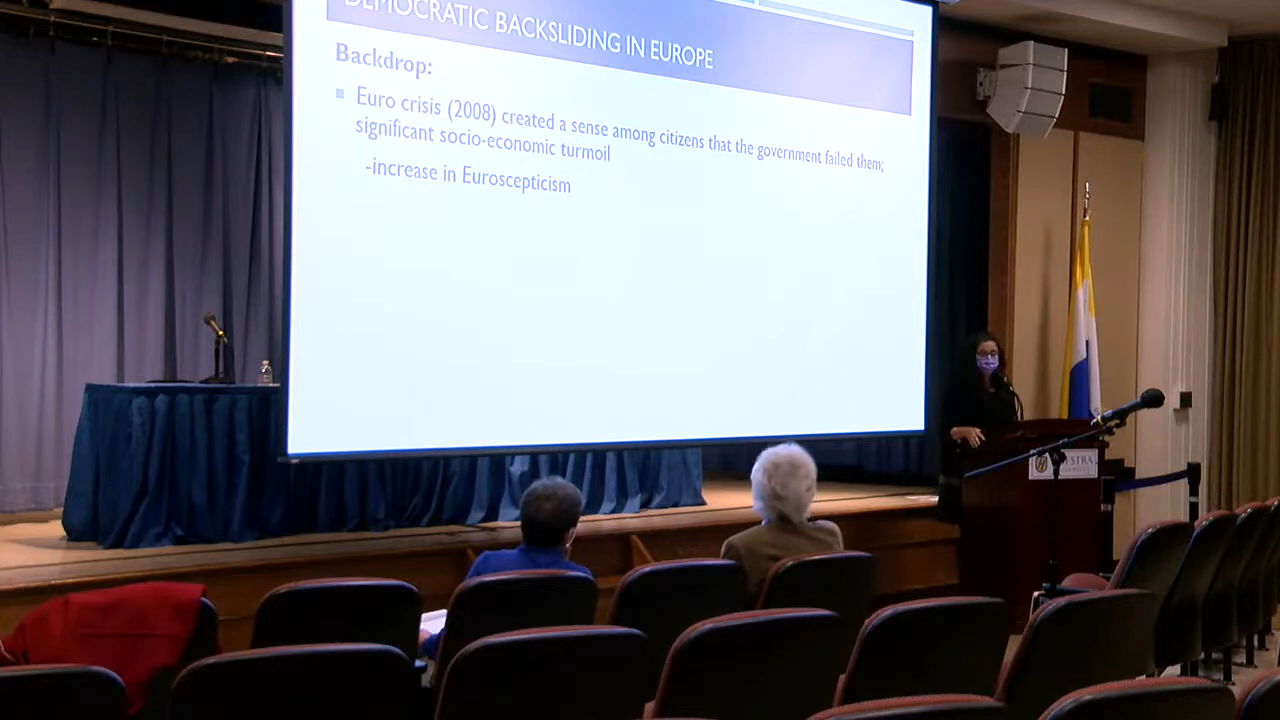 DEMOCRATIC BACKSLIDING IN EUROPE
Backdrop:
Euro crisis (2008) created a sense among citizens that the government failed them;
significant socio-economic turmoil
-increase in Euroscepticism